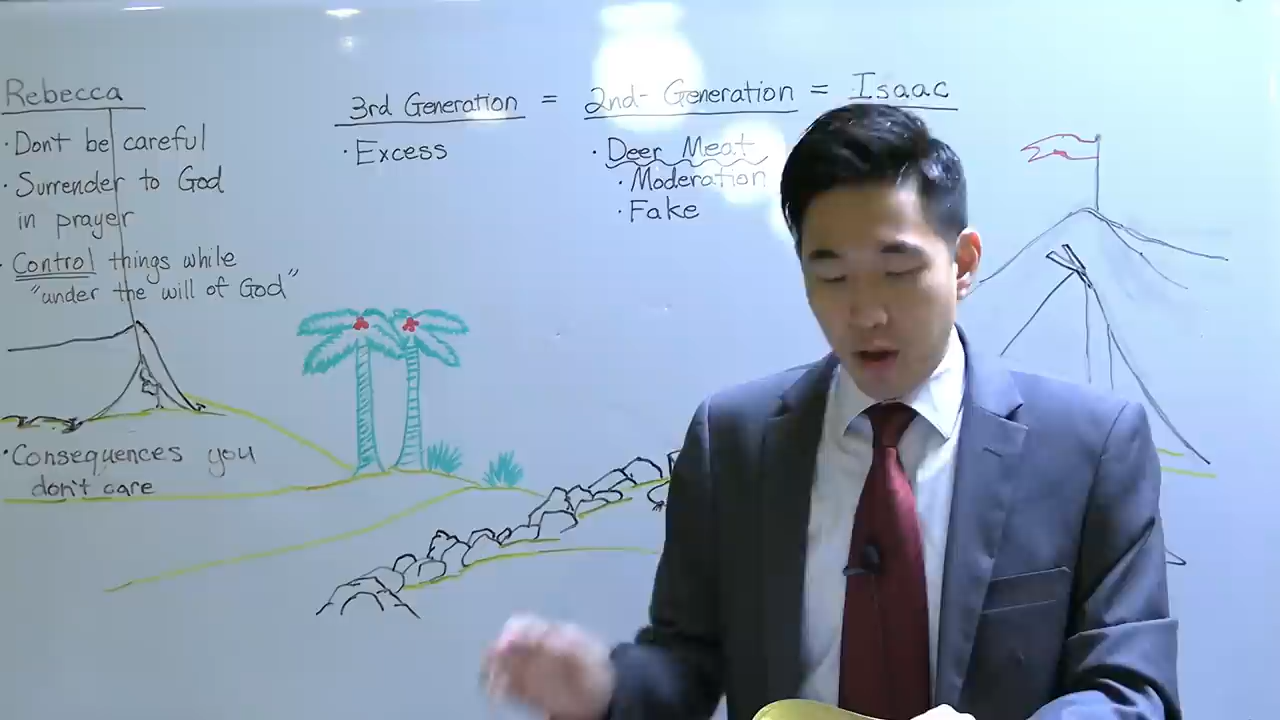 Rebecca
· Don't be careful
· Surrender to God
in prayer
· Control things while
"under the will of God"
· Consequences you
don't care
3rd Generation = 2nd- Generation = Isaac
· Excess
· Deer Meat
· Moderation
· Fake